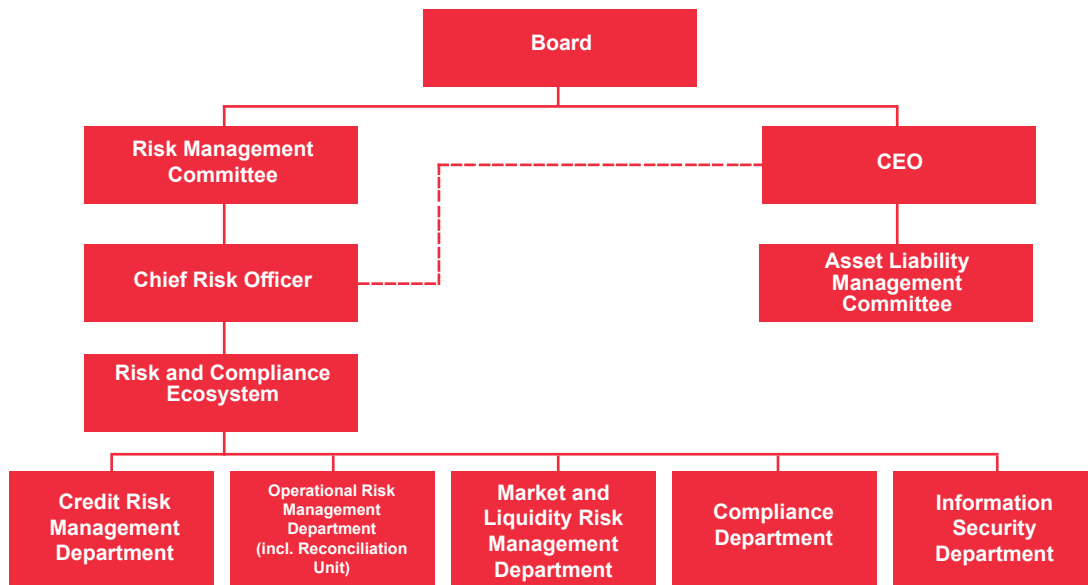 Board
Risk Management
Committee
CEO
Chief Risk Officer
Asset Liability
Management
Committee
Risk and Compliance
Ecosystem
Credit Risk
Management
Department
Operational Risk
Management
Department
(incl. Reconciliation
Unit)
Market and
Liquidity Risk
Management
Department
Compliance
Department
Information
Security
Department